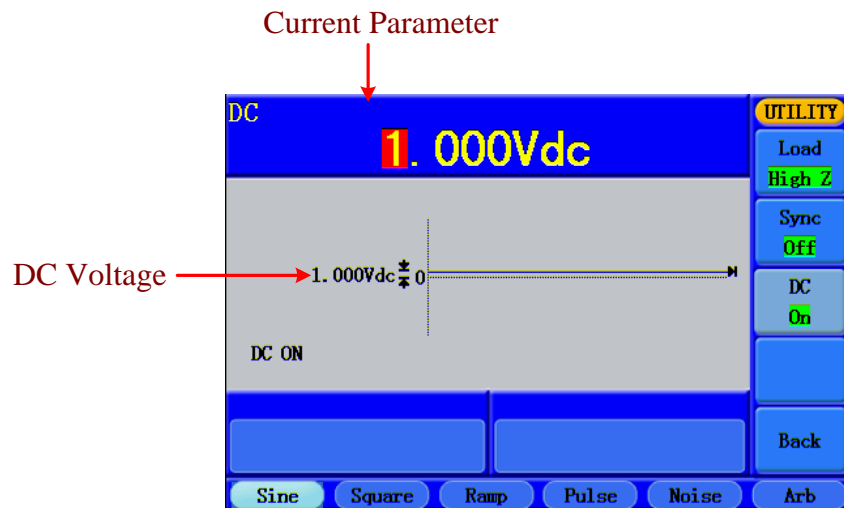 Current Parameter
DC
1. 000Vdc
UTILITY
Load
High Z
Sync
Off
DC Voltage
1. 000Vdc
0
DC
On
DC ON
Back
Sine
Square
Ramp
Pulse
Noise
Arb